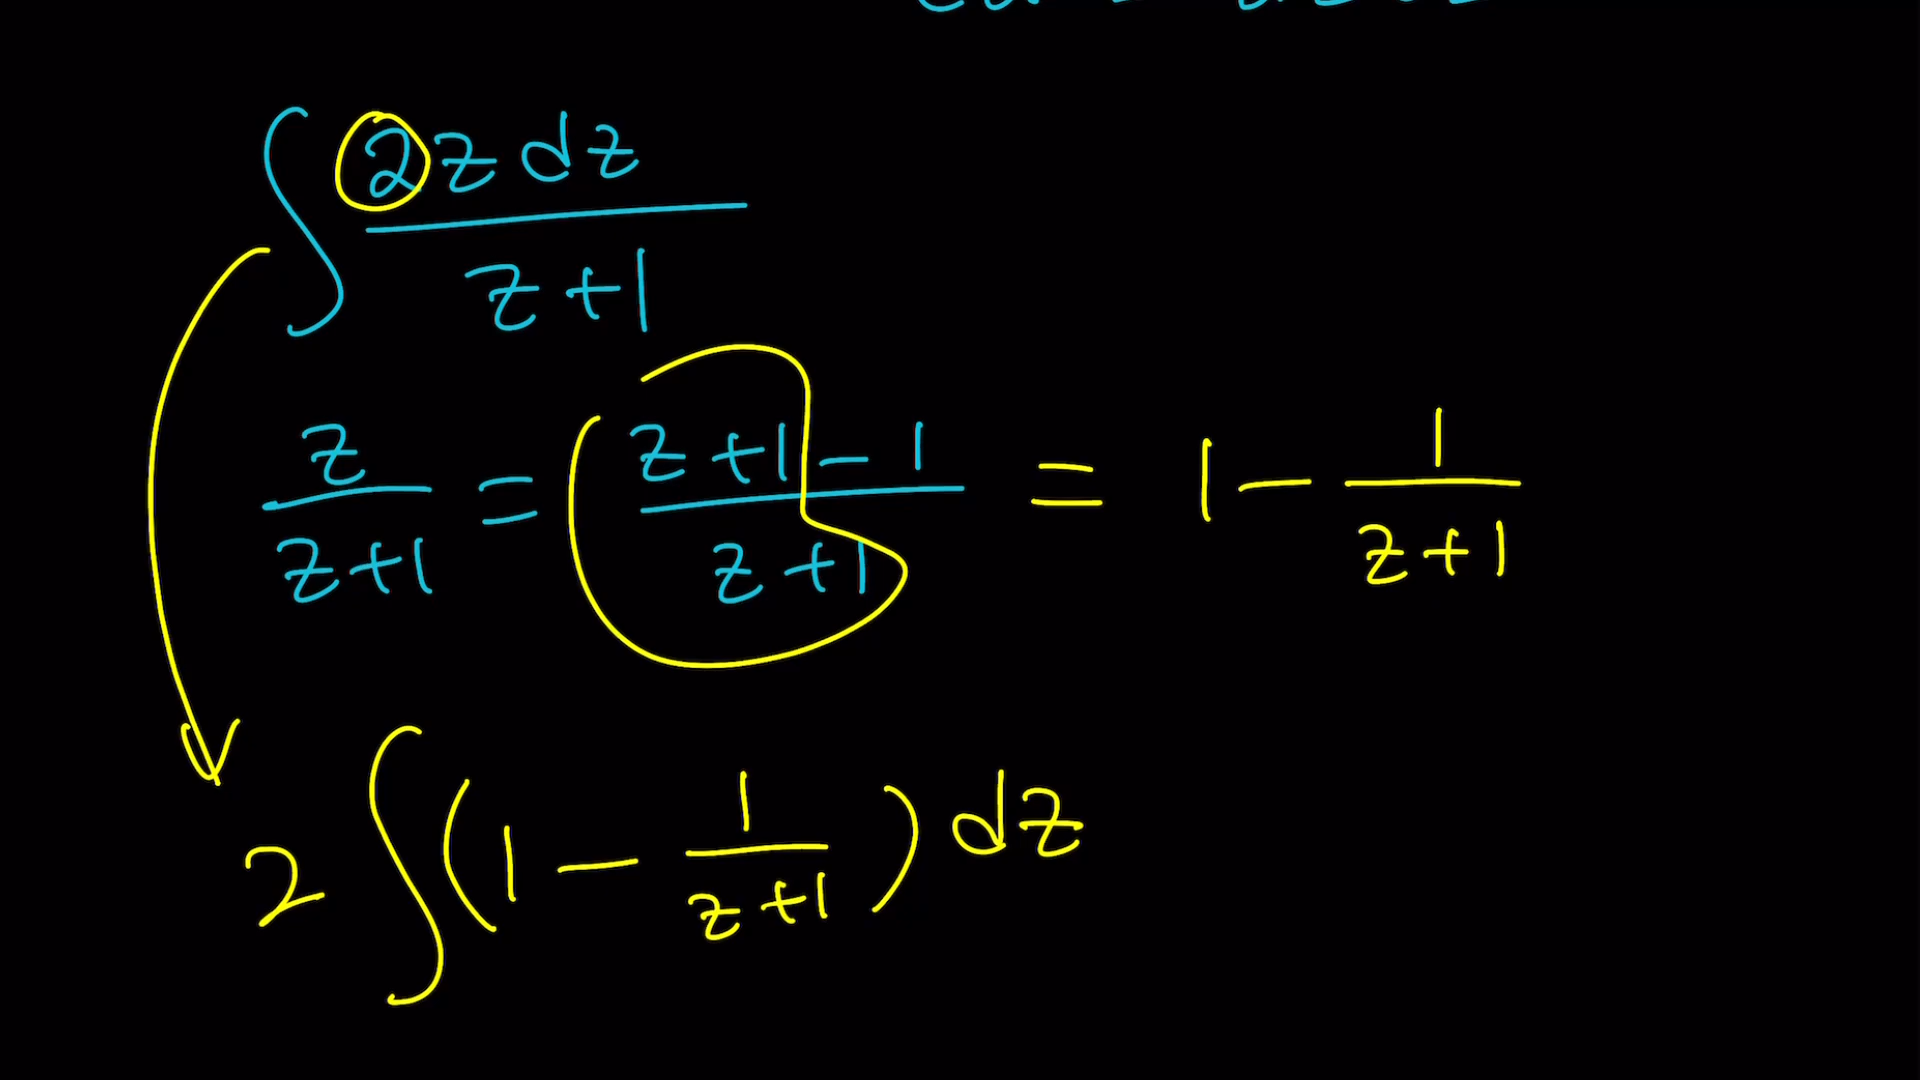 ∫ 2z dz / z+1
z / z+1 = z+1-1 / z+1 = 1 - 1 / z+1
2 ∫ (1 - 1 / z+1) dz